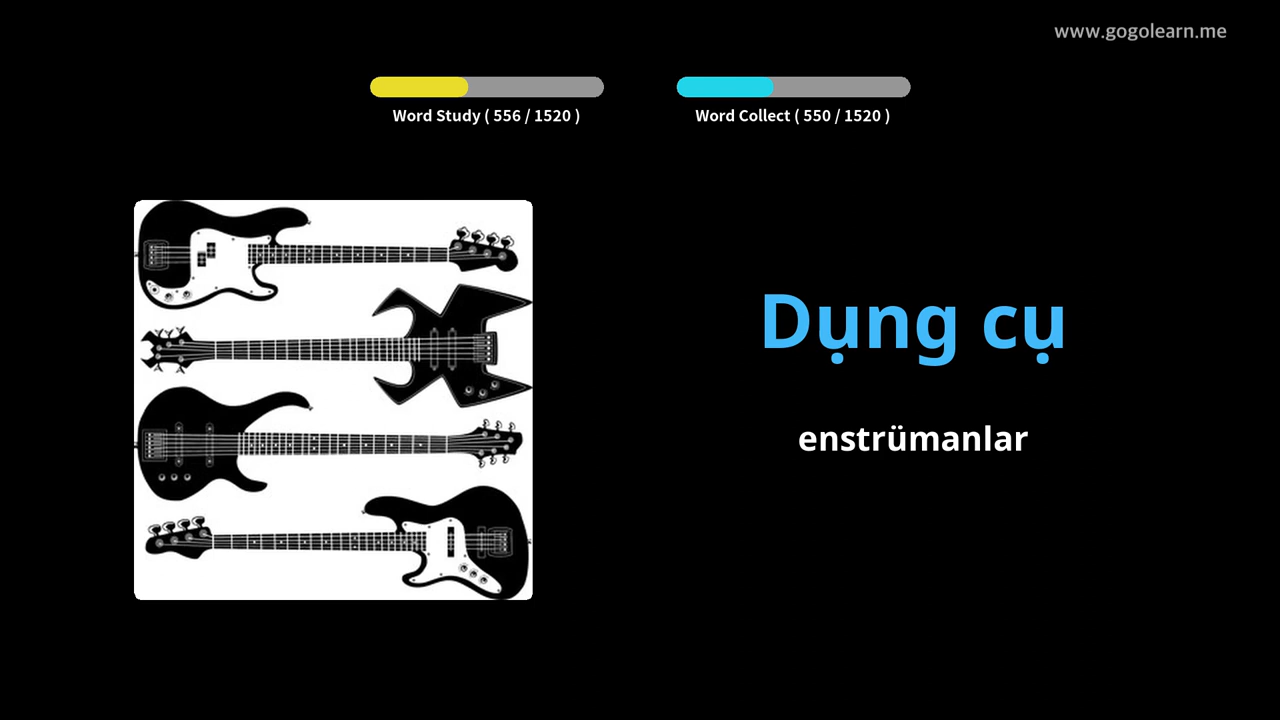 www.gogolearn.me
Word Study ( 556 / 1520 )
Word Collect ( 550 / 1520 )
Dụng cụ
enstrümanlar